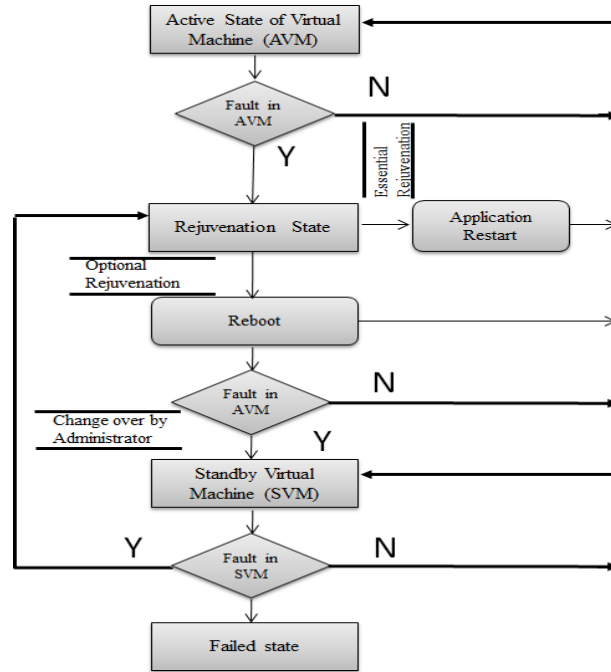 Active State of Virtual
Machine (AVM)
Fault in
AVM
N
Y
Essential
Rejuvenation
Rejuvenation State
Application
Restart
Optional
Rejuvenation
Reboot
Fault in
AVM
N
Change over by
Administrator
Y
Standby Virtual
Machine (SVM)
Y
Fault in
SVM
N
Failed state